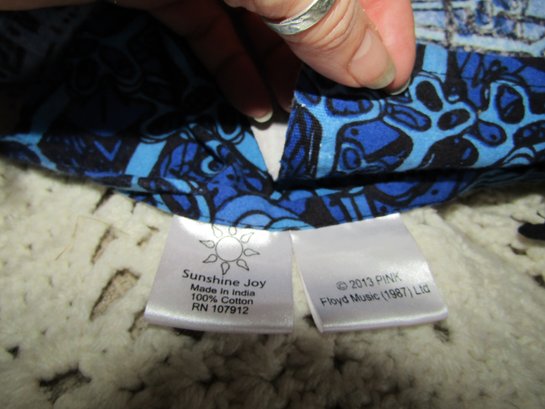 Sunshine Joy
Made In India
100% Cotton
RN 107912
© 2013 PINK
Floyd Music (1987) Ltd